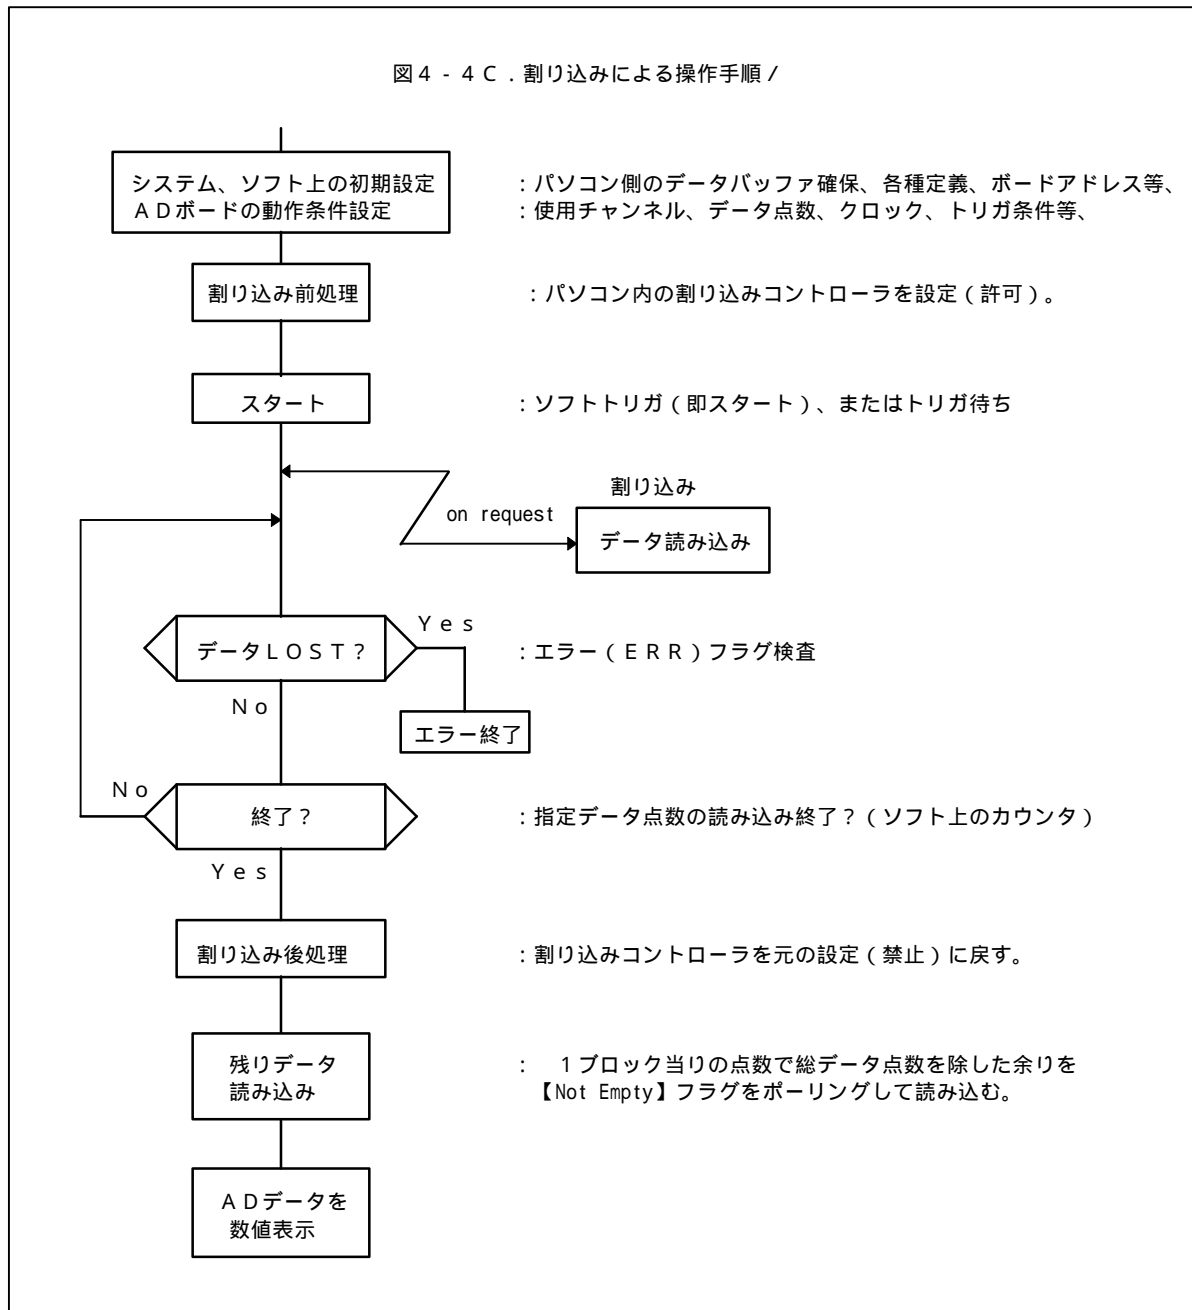 図４‐４Ｃ．割り込みによる操作手順／
システム、ソフト上の初期設定
ＡＤボードの動作条件設定
：パソコン側のデータバッファ確保、各種定義、ボードアドレス等、
：使用チャンネル、データ点数、クロック、トリガ条件等、
割り込み前処理
：パソコン内の割り込みコントローラを設定（許可）。
スタート
：ソフトトリガ（即スタート）、またはトリガ待ち
割り込み
on request
データ読み込み
データＬＯＳＴ？
Ｙｅｓ
：エラー（ＥＲＲ）フラグ検査
Ｎｏ
エラー終了
Ｎｏ
終了？
：指定データ点数の読み込み終了？（ソフト上のカウンタ）
Ｙｅｓ
割り込み後処理
：割り込みコントローラを元の設定（禁止）に戻す。
残りデータ
読み込み
：　１ブロック当りの点数で総データ点数を除した余りを
【Not Empty】フラグをポーリングして読み込む。
ＡＤデータを
数値表示